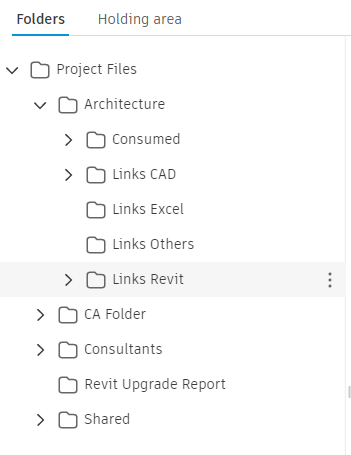 Folders Holding area
Project Files
Architecture
Consumed
Links CAD
Links Excel
Links Others
Links Revit
CA Folder
Consultants
Revit Upgrade Report
Shared